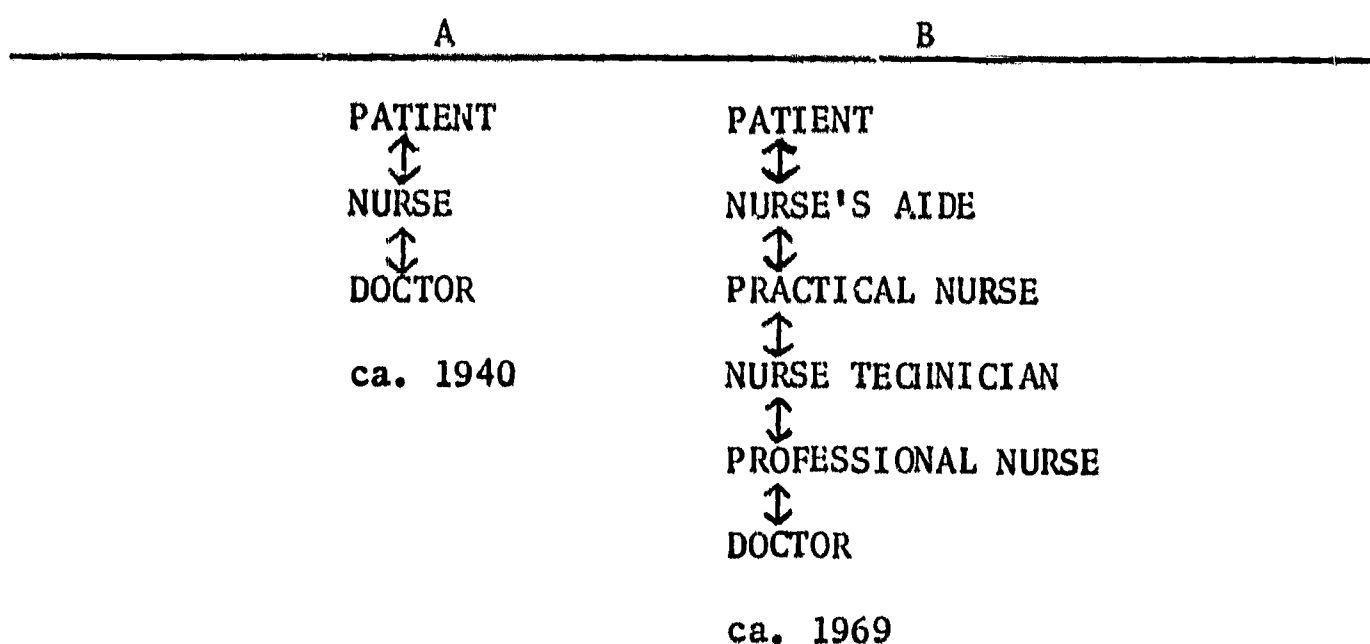 A B
PATIENT PATIENT
NURSE NURSE'S AIDE
DOCTOR PRACTICAL NURSE
ca. 1940 NURSE TECHNICIAN
PROFESSIONAL NURSE
DOCTOR
ca. 1969